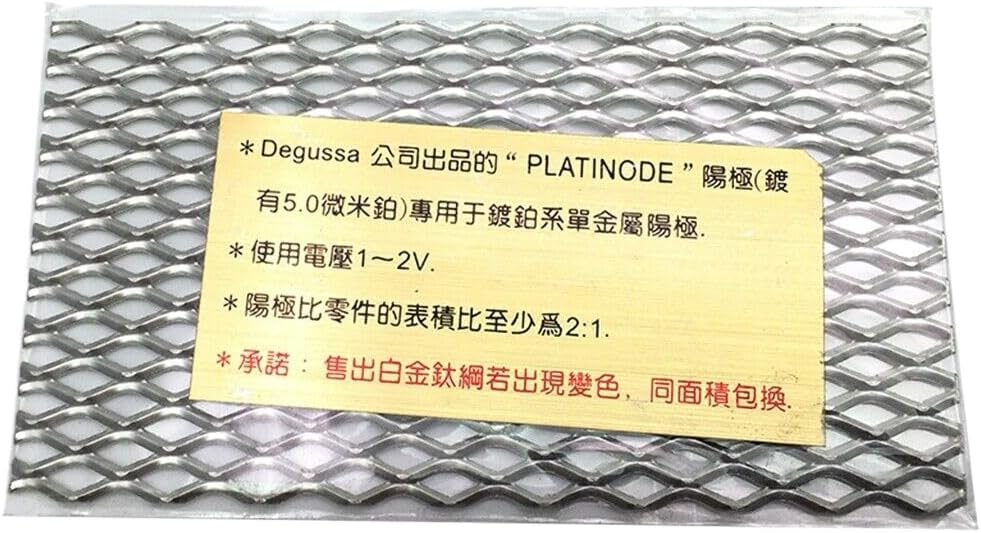 *Degussa 公司出品的“PLATINODE”陽極(鍍
有5.0微米鉑)專用于鍍鉑系單金屬陽極.
*使用電壓1～2V.
*陽極比零件的表積比至少爲2:1.
*承諾：售出白金鈦綱若出現變色，同面積包換.